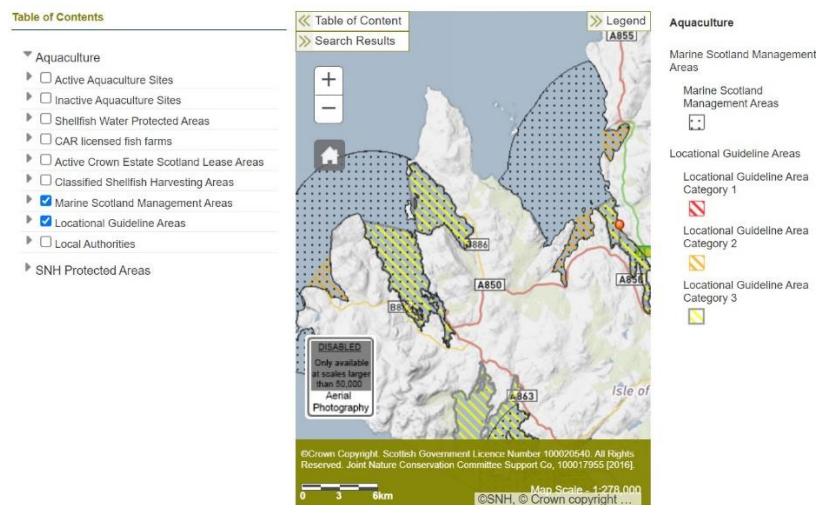 Table of Contents
Aquaculture
Active Aquaculture Sites
Inactive Aquaculture Sites
Shellfish Water Protected Areas
CAR licensed fish farms
Active Crown Estate Scotland Lease Areas
Classified Shellfish Harvesting Areas
Marine Scotland Management Areas
Locational Guideline Areas
Local Authorities
SNH Protected Areas
Table of Content
Search Results
Legend
A855
+
−
3886
A850
A863
Isle of
DISABLED
Only available
at scales larger
than 50,000
Aerial
Photography
©Crown Copyright. Scottish Government Licence Number 100020540. All Rights
Reserved. Joint Nature Conservation Committee Support Co, 100017955 [2016].
0 3 6km
Map Scale - 1:278,000
©SNH, © Crown copyright ...
Aquaculture
Marine Scotland Management
Areas
Marine Scotland
Management Areas
Locational Guideline Areas
Locational Guideline Area
Category 1
Locational Guideline Area
Category 2
Locational Guideline Area
Category 3